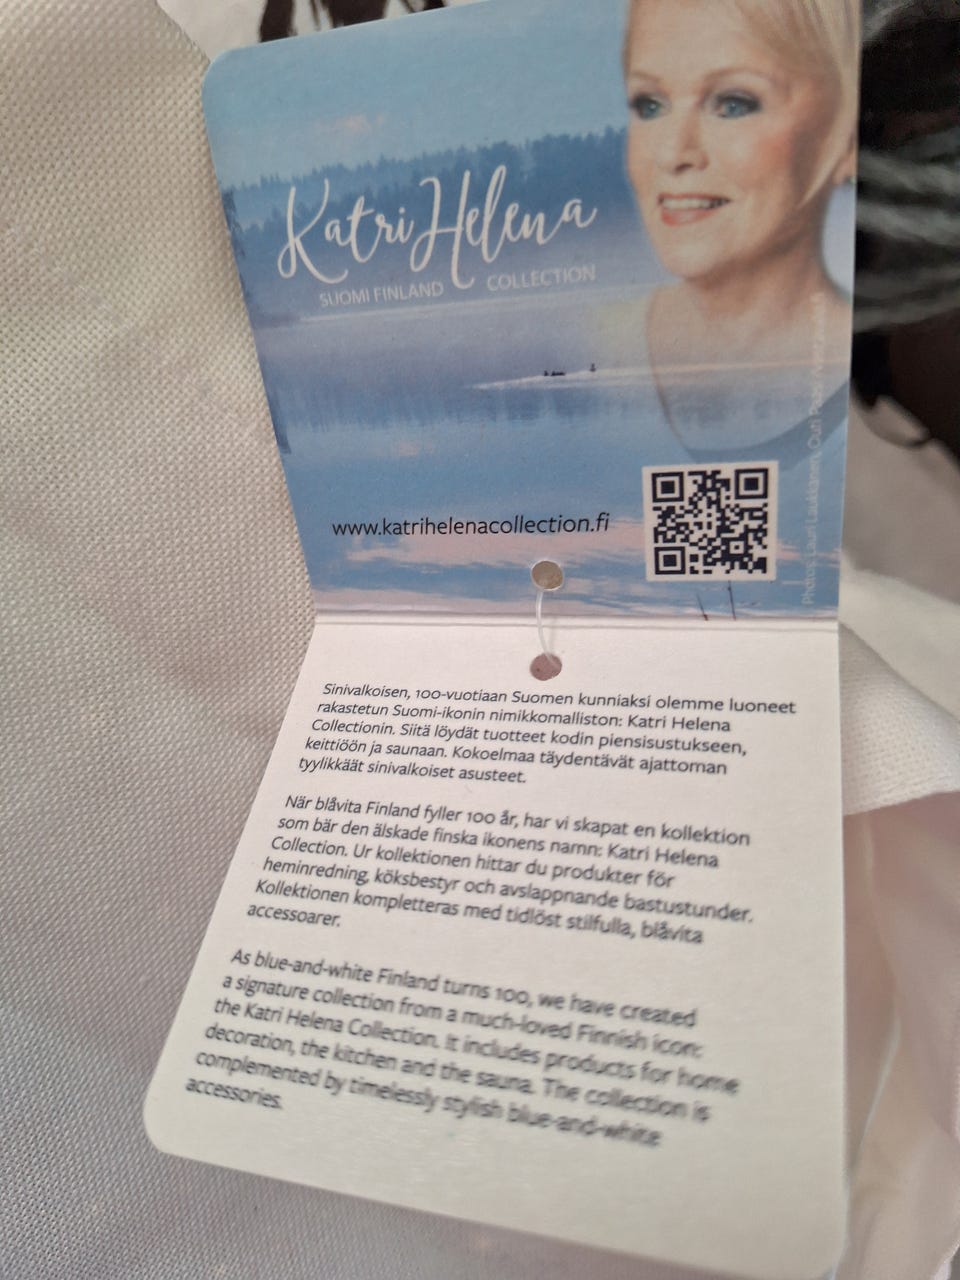 Katri Helena
SUOMI FINLAND COLLECTION
www.katrihelenacollection.fi
Photos: Lauri Laukkanen, Outi
Sinivalkoisen, 100-vuotiaan Suomen kunniaksi olemme luoneet
rakastetun Suomi-ikonin nimikkomalliston: Katri Helena
Collectionin. Siitä löydät tuotteet kodin piensisustukseen,
keittiöön ja saunaan. Kokoelmaa täydentävät ajattoman
tyylikkäät sinivalkoiset asusteet.
När blåvita Finland fyller 100 år, har vi skapat en kollektion
som bär den älskade finska ikonens namn: Katri Helena
Collection. Ur kollektionen hittar du produkter för
heminredning, köksbestyr och avslappnande bastustunder.
Kollektionen kompletteras med tidlöst stilfulla, blåvita
accessoarer.
As blue-and-white Finland turns 100, we have created
a signature collection from a much-loved Finnish icon:
the Katri Helena Collection. It includes products for home
decoration, the kitchen and the sauna. The collection is
complemented by timelessly stylish blue-and-white
accessories.